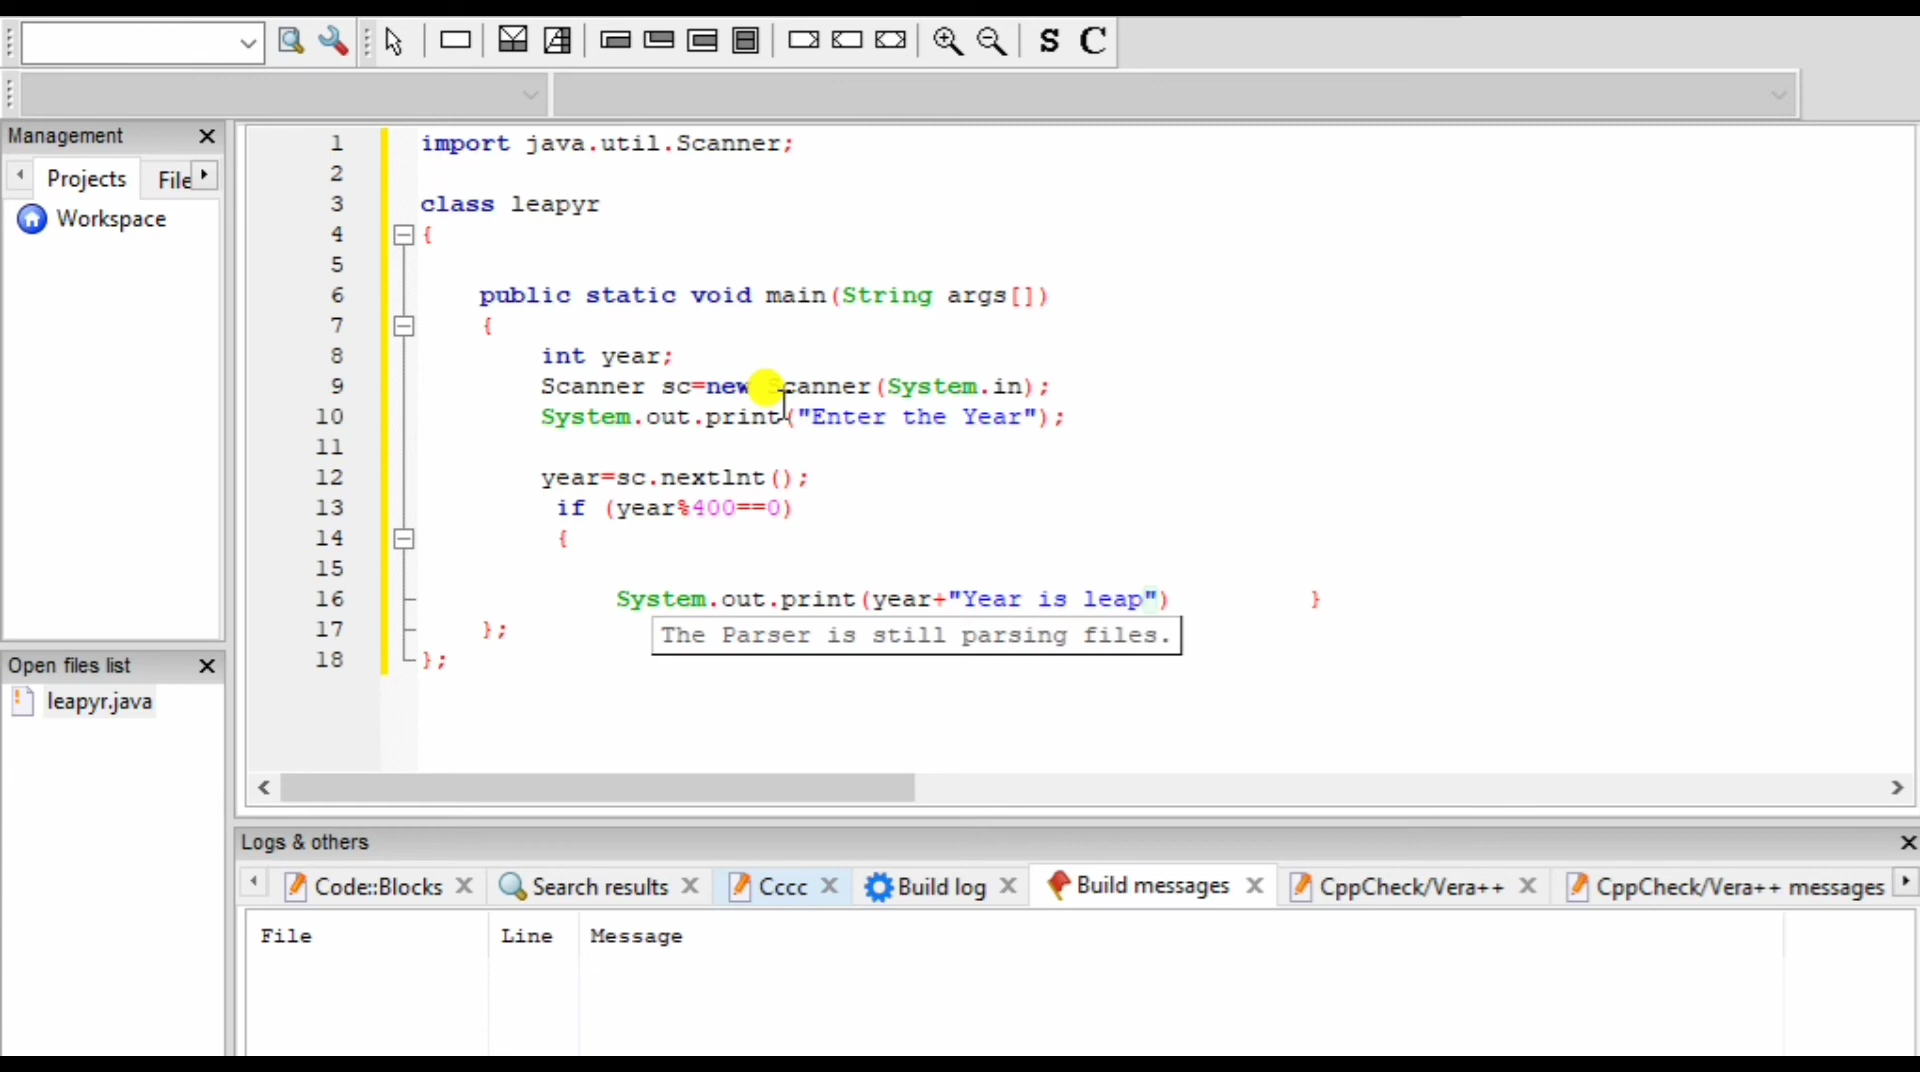 S C
Management
Projects File
Workspace
Open files list
leapyr.java
1 import java.util.Scanner;
2
3 class leapyr
4 {
5
6 public static void main(String args[])
7 {
8 int year;
9 Scanner sc=new Scanner(System.in);
10 System.out.print("Enter the Year");
11
12 year=sc.nextlnt();
13 if (year%400==0)
14 {
15
16 System.out.print(year+"Year is leap") }
17 };
The Parser is still parsing files.
18 };
Logs & others
Code::Blocks Search results Cccc Build log Build messages CppCheck/Vera++ CppCheck/Vera++ messages
File Line Message